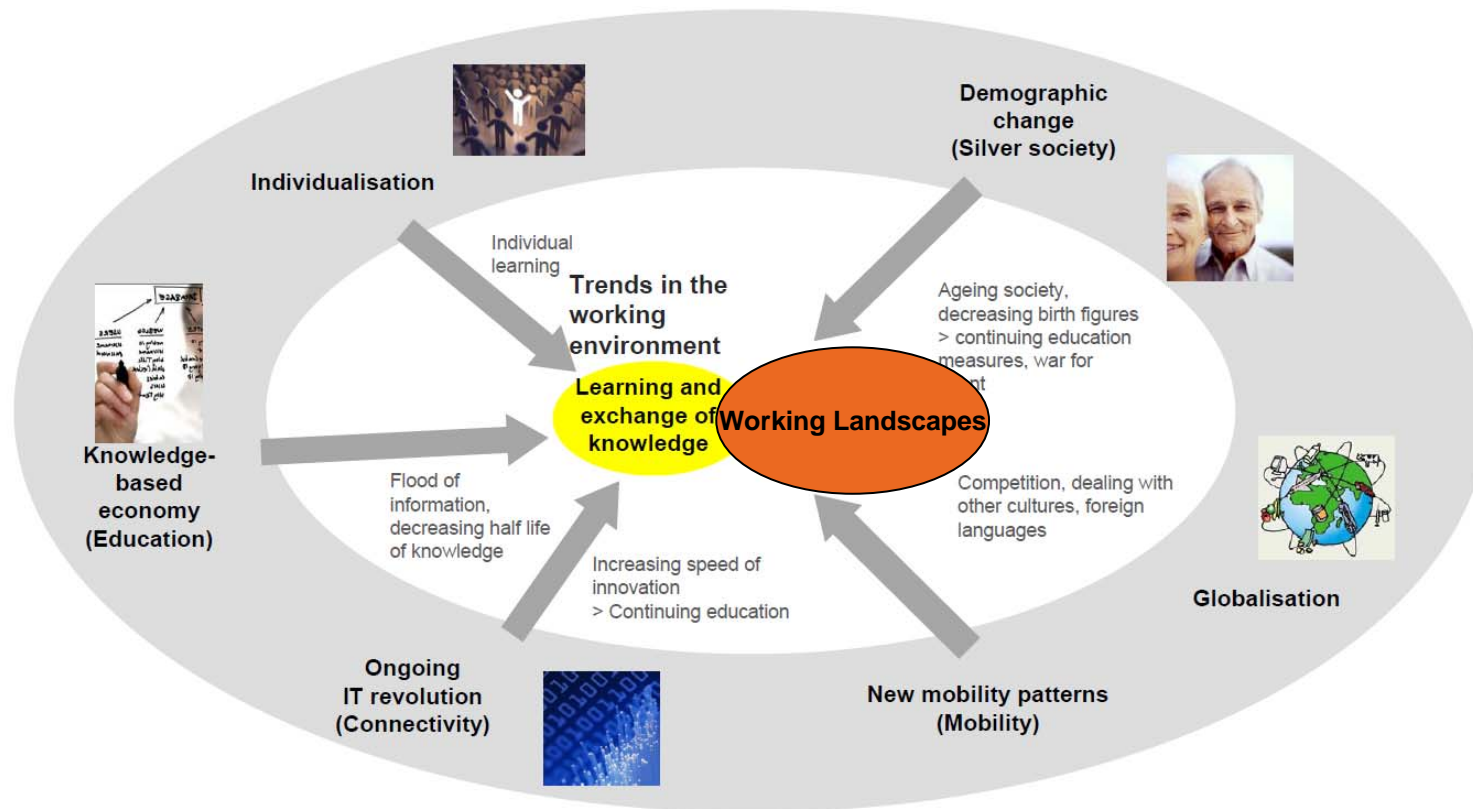 Demographic
change
(Silver society)
Individualisation
Individual
learning
Trends in the
working
environment
Ageing society,
decreasing birth figures
> continuing education
measures, war for
Learning and
exchange of
knowledge
Working Landscapes
Knowledge-
based
economy
(Education)
Flood of
information,
decreasing half life
of knowledge
Competition, dealing with
other cultures, foreign
languages
Increasing speed of
innovation
> Continuing education
Globalisation
Ongoing
IT revolution
(Connectivity)
New mobility patterns
(Mobility)